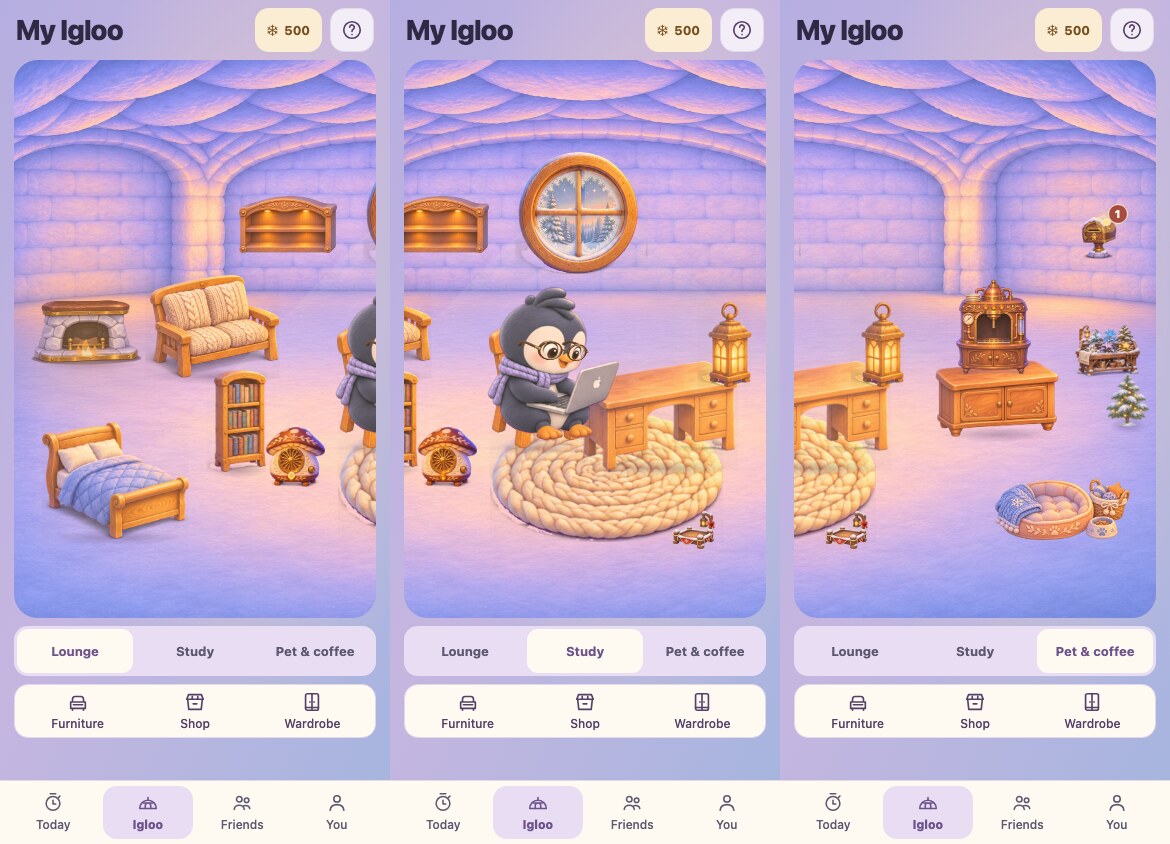 My Igloo
❄ 500
Lounge
Study
Pet & coffee
Furniture
Shop
Wardrobe
Today
Igloo
Friends
You
My Igloo
❄ 500
Lounge
Study
Pet & coffee
Furniture
Shop
Wardrobe
Today
Igloo
Friends
You
My Igloo
❄ 500
1
Lounge
Study
Pet & coffee
Furniture
Shop
Wardrobe
Today
Igloo
Friends
You